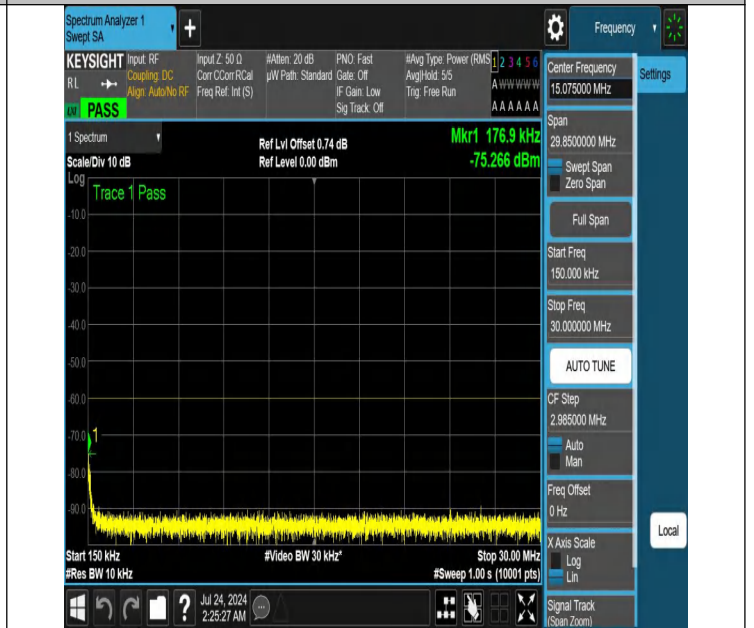 Spectrum Analyzer 1
Swept SA
+
Frequency
KEYSIGHT
RL
PASS
Input: RF
Coupling: DC
Align: Auto/No RF
Input Z: 50 Ω
Corr CCorr RCal
Freq Ref: Int (S)
#Atten: 20 dB
µW Path: Standard
PNO: Fast
Gate: Off
IF Gain: Low
Sig Track: Off
#Avg Type: Power (RMS
Avg|Hold: 5/5
Trig: Free Run
1 2 3 4 5 6
A W W W W W
A A A A A A
1 Spectrum
Scale/Div 10 dB
Ref Lvl Offset 0.74 dB
Ref Level 0.00 dBm
Mkr1 176.9 kHz
-75.266 dBm
Log
Trace 1 Pass
-10.0
-20.0
-30.0
-40.0
-50.0
-60.0
-70.0
1
-80.0
-90.0
Start 150 kHz
#Video BW 30 kHz*
Stop 30.00 MHz
#Res BW 10 kHz
#Sweep 1.00 s (10001 pts)
?
Jul 24, 2024
2:25:27 AM
Center Frequency
15.075000 MHz
Settings
Span
29.8500000 MHz
Swept Span
Zero Span
Full Span
Start Freq
150.000 kHz
Stop Freq
30.000000 MHz
AUTO TUNE
CF Step
2.985000 MHz
Auto
Man
Freq Offset
0 Hz
X Axis Scale
Log
Lin
Local
Signal Track
(Span Zoom)